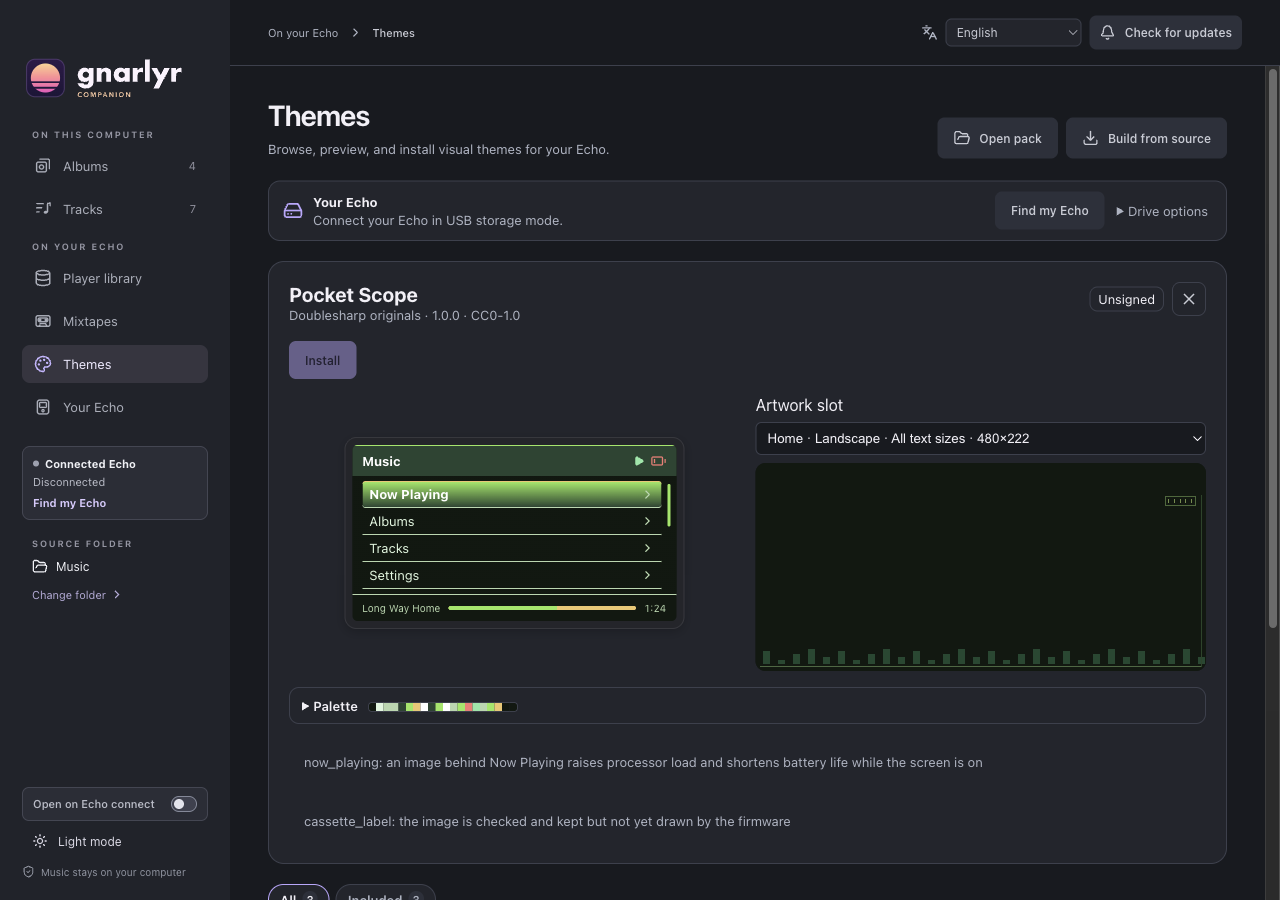 On your Echo
Themes
English
Check for updates
gnarlyr
COMPANION
ON THIS COMPUTER
Albums 4
Tracks 7
ON YOUR ECHO
Player library
Mixtapes
Themes
Your Echo
Connected Echo
Disconnected
Find my Echo
SOURCE FOLDER
Music
Change folder
Open on Echo connect
Light mode
Music stays on your computer
Themes
Browse, preview, and install visual themes for your Echo.
Open pack
Build from source
Your Echo
Connect your Echo in USB storage mode.
Find my Echo
Drive options
Pocket Scope
Doublesharp originals · 1.0.0 · CC0-1.0
Unsigned
Install
Music
Now Playing
Albums
Tracks
Settings
Long Way Home 1:24
Artwork slot
Home · Landscape · All text sizes · 480×222
Palette
now_playing: an image behind Now Playing raises processor load and shortens battery life while the screen is on
cassette_label: the image is checked and kept but not yet drawn by the firmware
All
Included